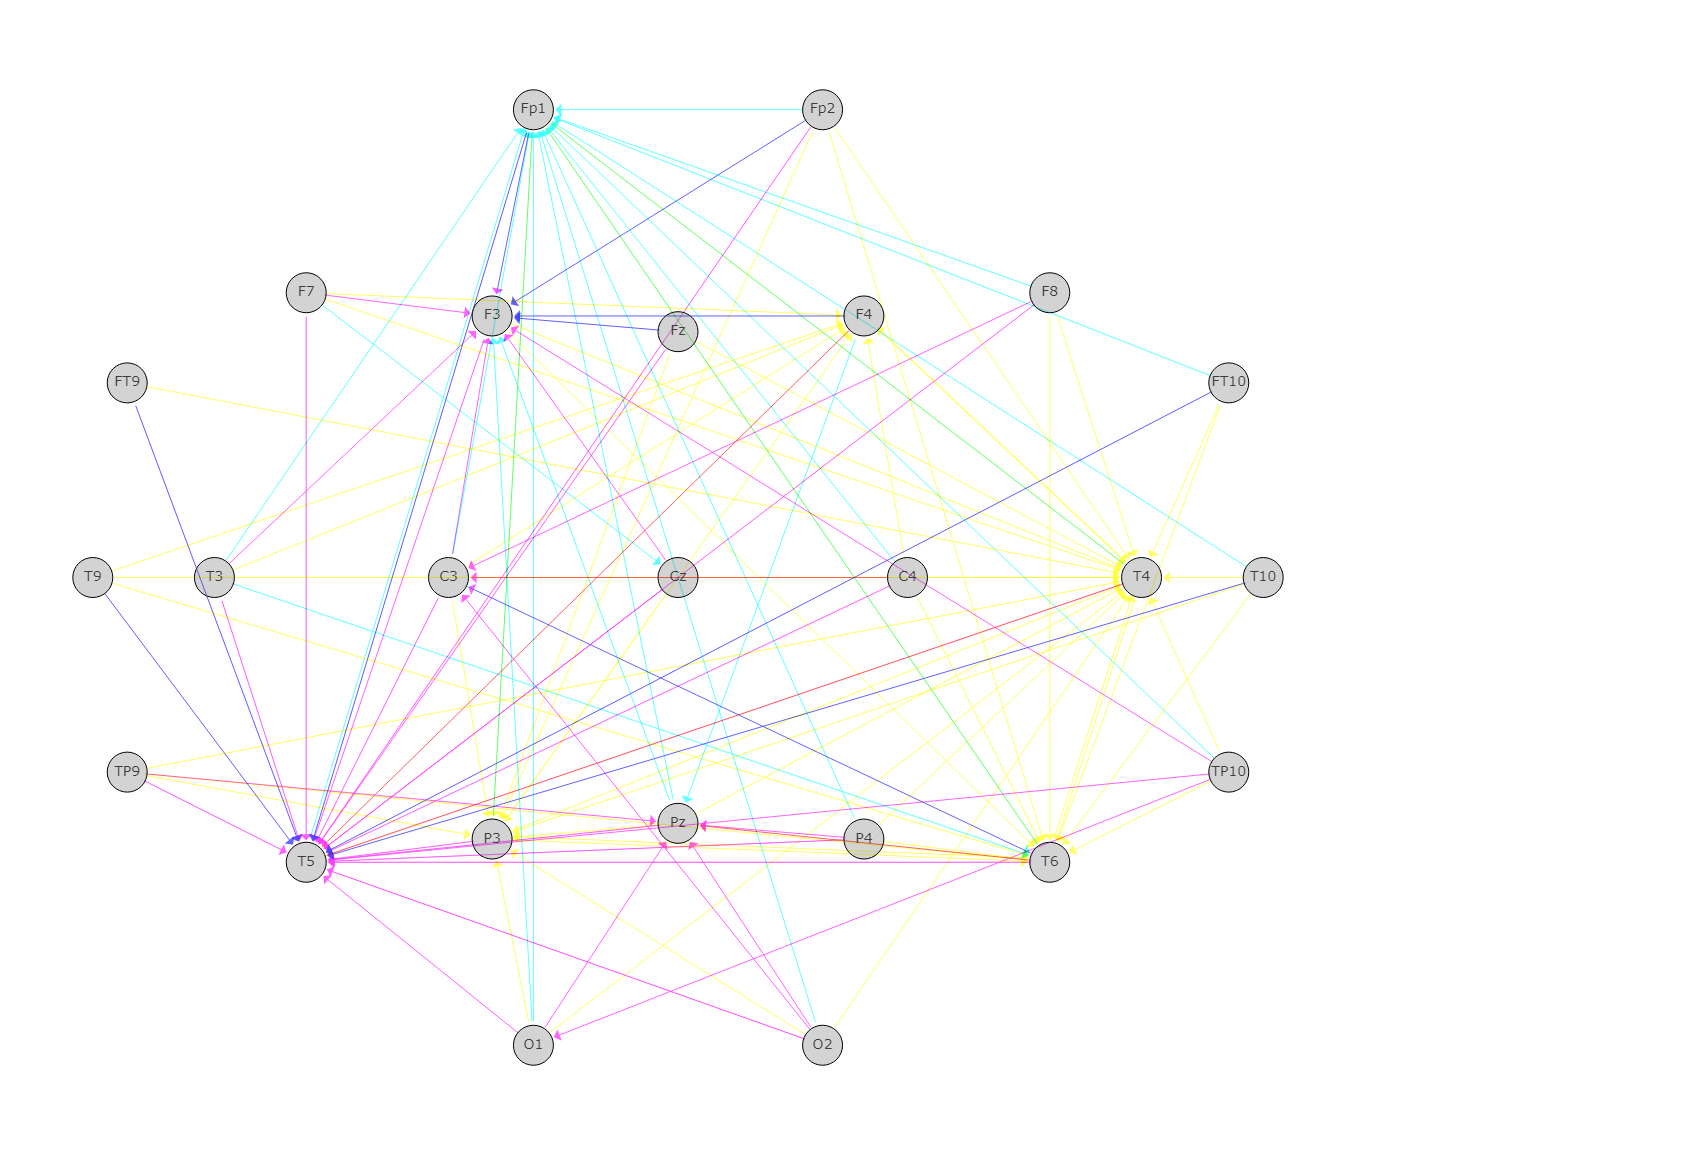 Fp1 Fp2
F7 F3 Fz F4 F8
FT9 FT10
T9 T3 C3 Cz C4 T4 T10
TP9 TP10
T5 P3 Pz P4 T6
O1 O2